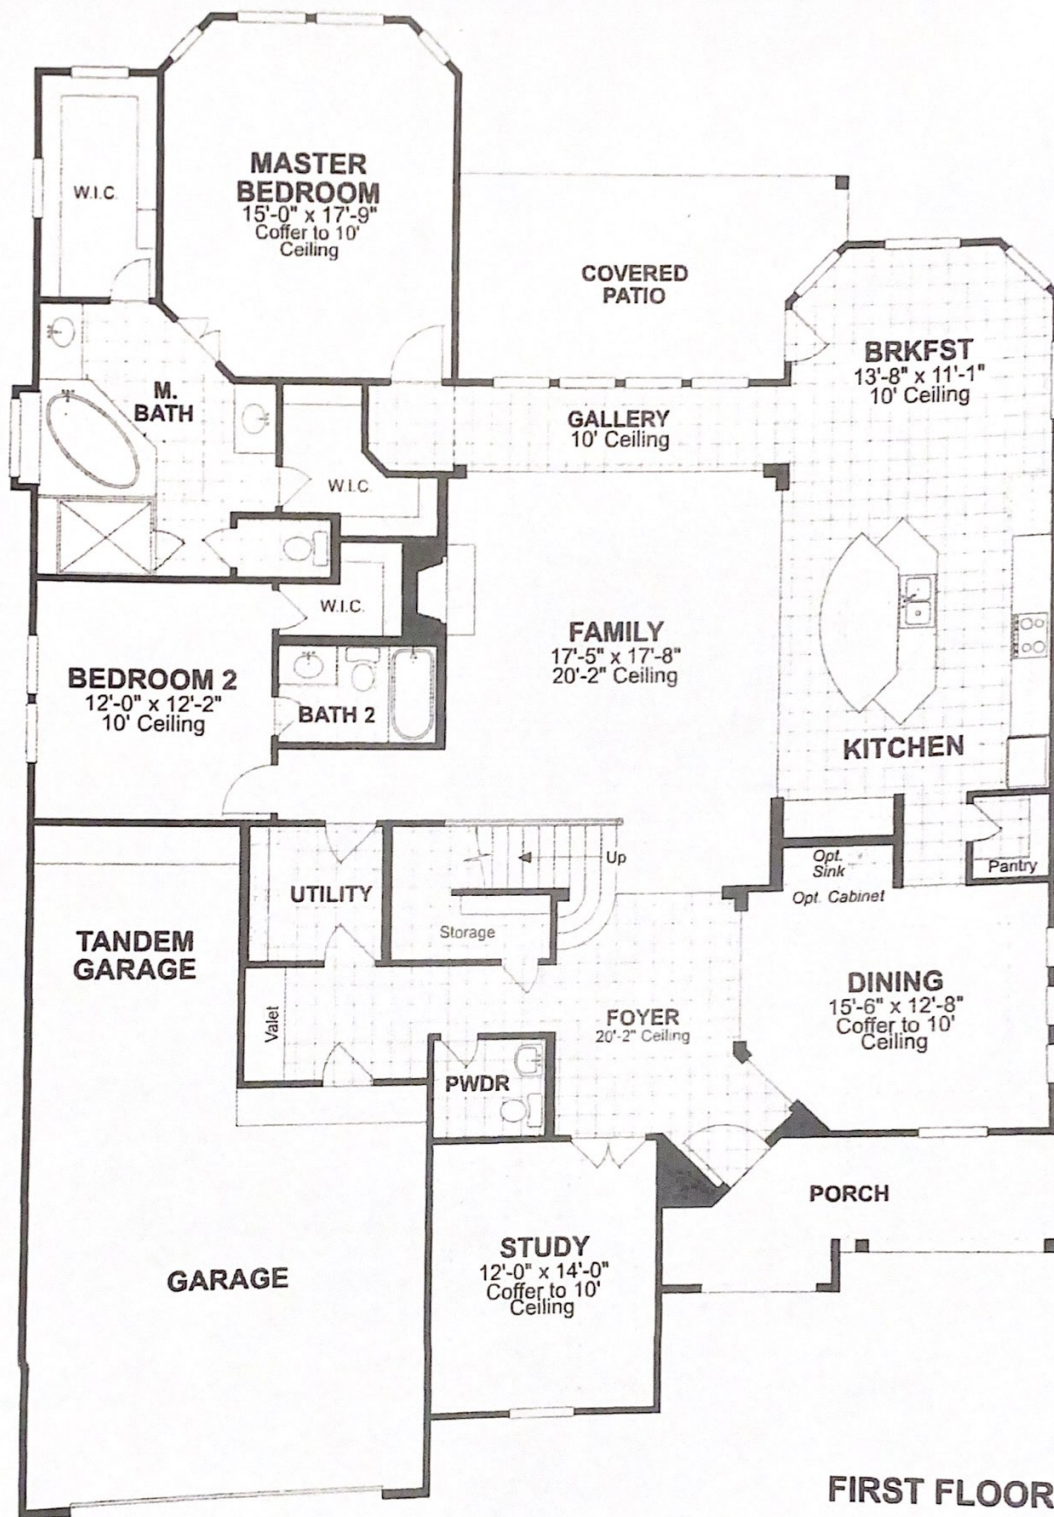 MASTER
BEDROOM
15'-0" x 17'-9"
Coffer to 10'
Ceiling
W.I.C.
COVERED
PATIO
BRKFST
13'-8" x 11'-1"
10' Ceiling
M.
BATH
GALLERY
10' Ceiling
W.I.C.
W.I.C.
FAMILY
17'-5" x 17'-8"
20'-2" Ceiling
BEDROOM 2
12'-0" x 12'-2"
10' Ceiling
BATH 2
KITCHEN
Up
Opt.
Sink
Pantry
UTILITY
Opt. Cabinet
Storage
TANDEM
GARAGE
DINING
15'-6" x 12'-8"
Coffer to 10'
Ceiling
Valet
FOYER
20'-2" Ceiling
PWDR
PORCH
STUDY
12'-0" x 14'-0"
Coffer to 10'
Ceiling
GARAGE
FIRST FLOOR